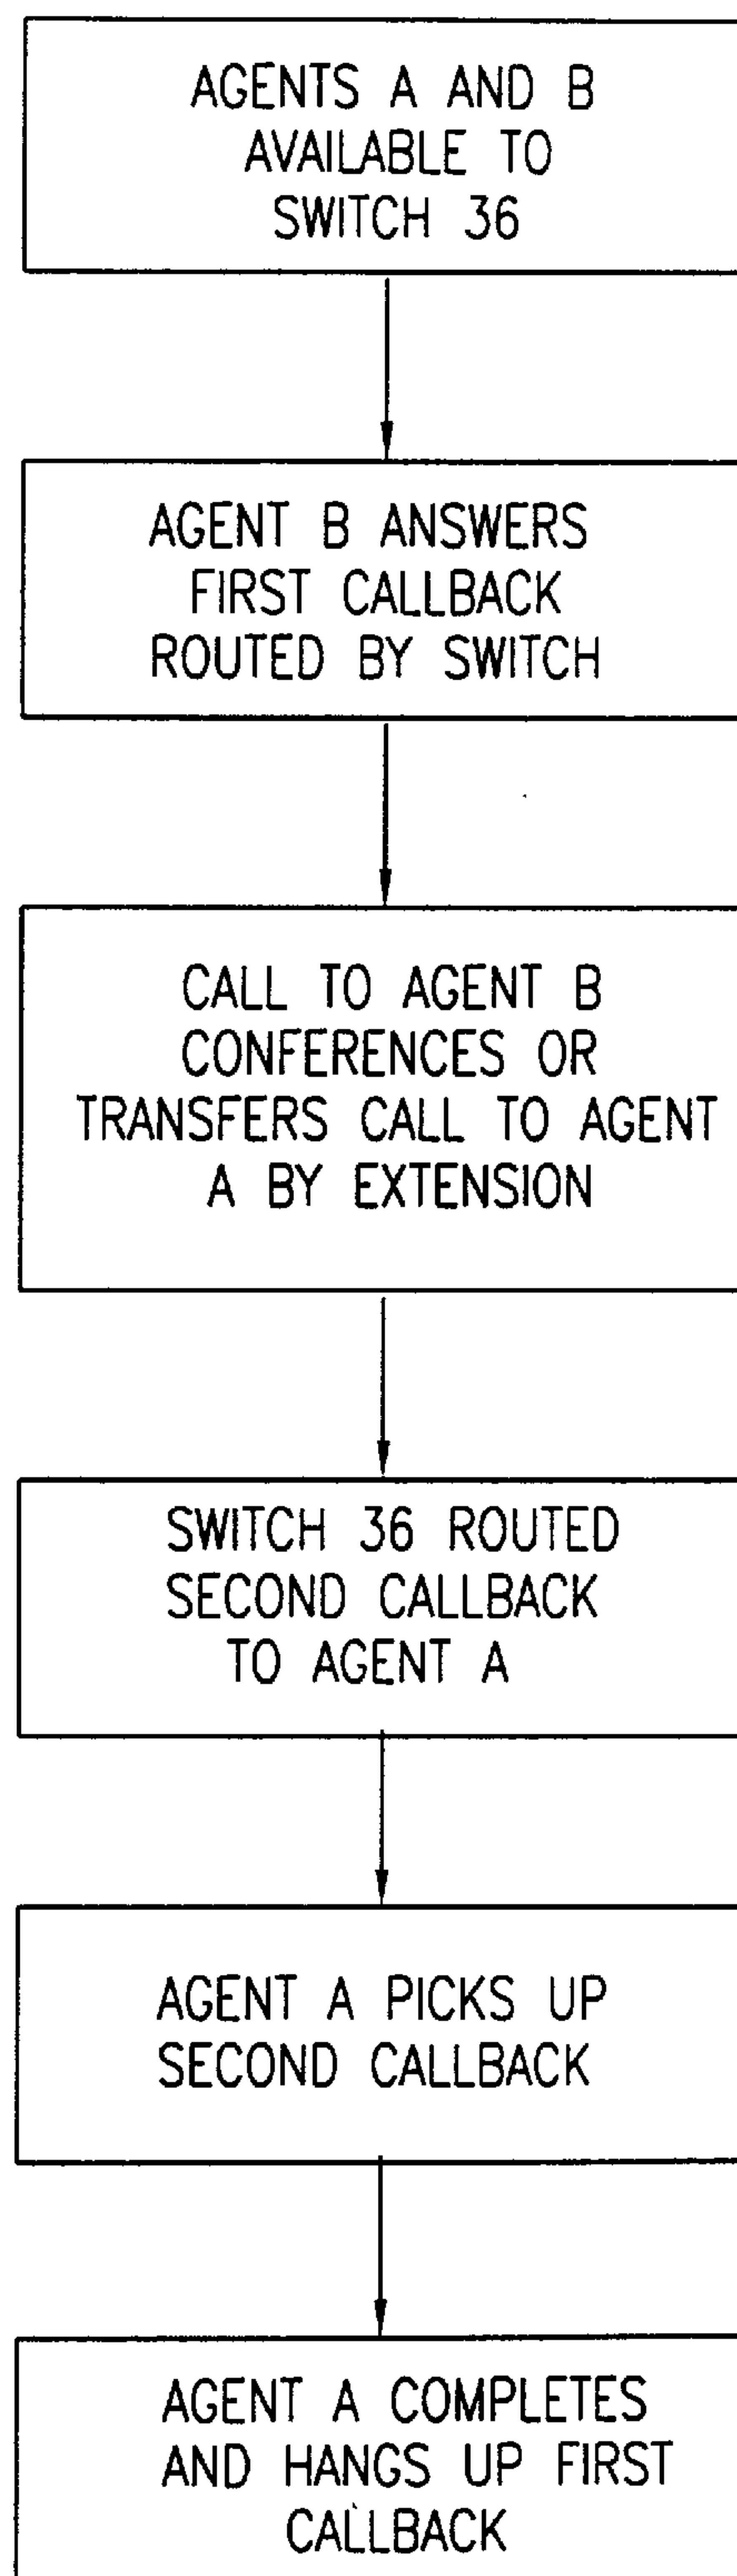 AGENTS A AND B
AVAILABLE TO
SWITCH 36
AGENT B ANSWERS
FIRST CALLBACK
ROUTED BY SWITCH
CALL TO AGENT B
CONFERENCES OR
TRANSFERS CALL TO AGENT
A BY EXTENSION
SWITCH 36 ROUTED
SECOND CALLBACK
TO AGENT A
AGENT A PICKS UP
SECOND CALLBACK
AGENT A COMPLETES
AND HANGS UP FIRST
CALLBACK